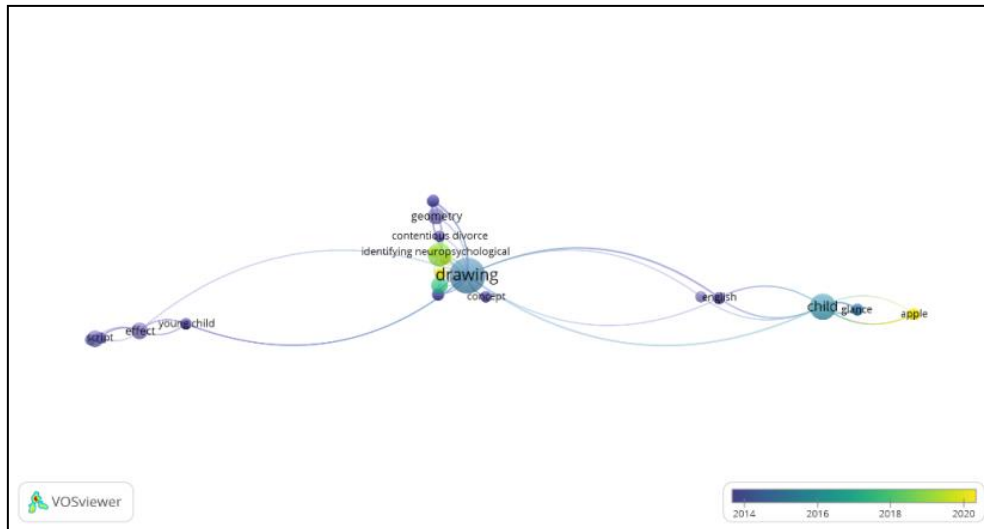 geometry
contentious divorce
identifying neuropsychological
drawing
concept
english
child
glance
apple
young child
effect
script
VOSviewer
2014 2016 2018 2020